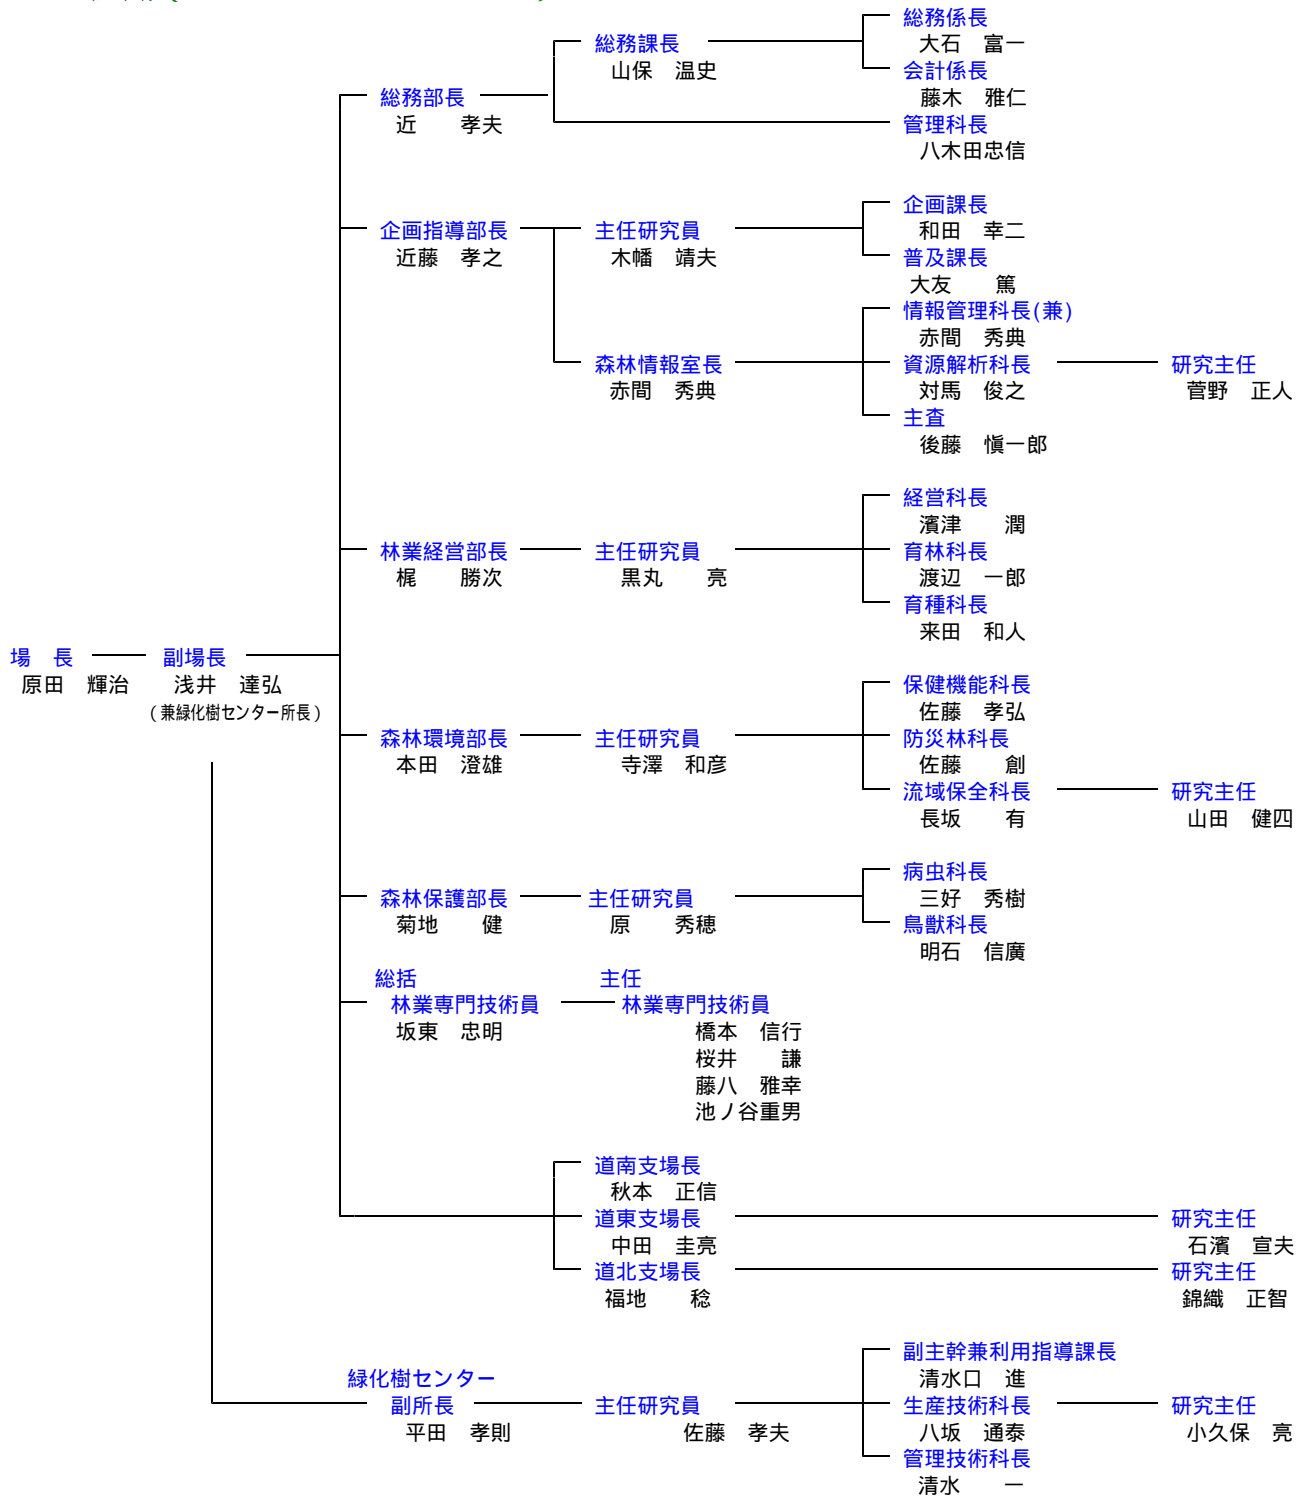 総務係長
総務課長
大石　富一
山保　温史
会計係長
総務部長
藤木　雅仁
近　　孝夫
管理科長
八木田忠信
企画課長
企画指導部長
主任研究員
和田　幸二
近藤　孝之
木幡　靖夫
普及課長
大友　　篤
情報管理科長(兼)
赤間　秀典
森林情報室長
資源解析科長
研究主任
赤間　秀典
対馬　俊之
菅野　正人
主査
後藤　愼一郎
経営科長
濱津　　潤
林業経営部長
主任研究員
育林科長
梶　　勝次
黒丸　　亮
渡辺　一郎
育種科長
来田　和人
場　長
副場長
原田　輝治
浅井　達弘
(兼緑化樹センター所長)
保健機能科長
佐藤　孝弘
森林環境部長
主任研究員
防災林科長
本田　澄雄
寺澤　和彦
佐藤　　創
流域保全科長
研究主任
長坂　　有
山田　健四
病虫科長
森林保護部長
主任研究員
三好　秀樹
菊地　　健
原　　秀穂
鳥獣科長
明石　信廣
総括
主任
林業専門技術員
林業専門技術員
坂東　忠明
橋本　信行
桜井　　謙
藤八　雅幸
池ノ谷重男
道南支場長
秋本　正信
道東支場長
研究主任
中田　圭亮
石濱　宣夫
道北支場長
研究主任
福地　　稔
錦織　正智
副主幹兼利用指導課長
緑化樹センター
清水口　進
副所長
主任研究員
生産技術科長
研究主任
平田　孝則
佐藤　孝夫
八坂　通泰
小久保　亮
管理技術科長
清水　　一